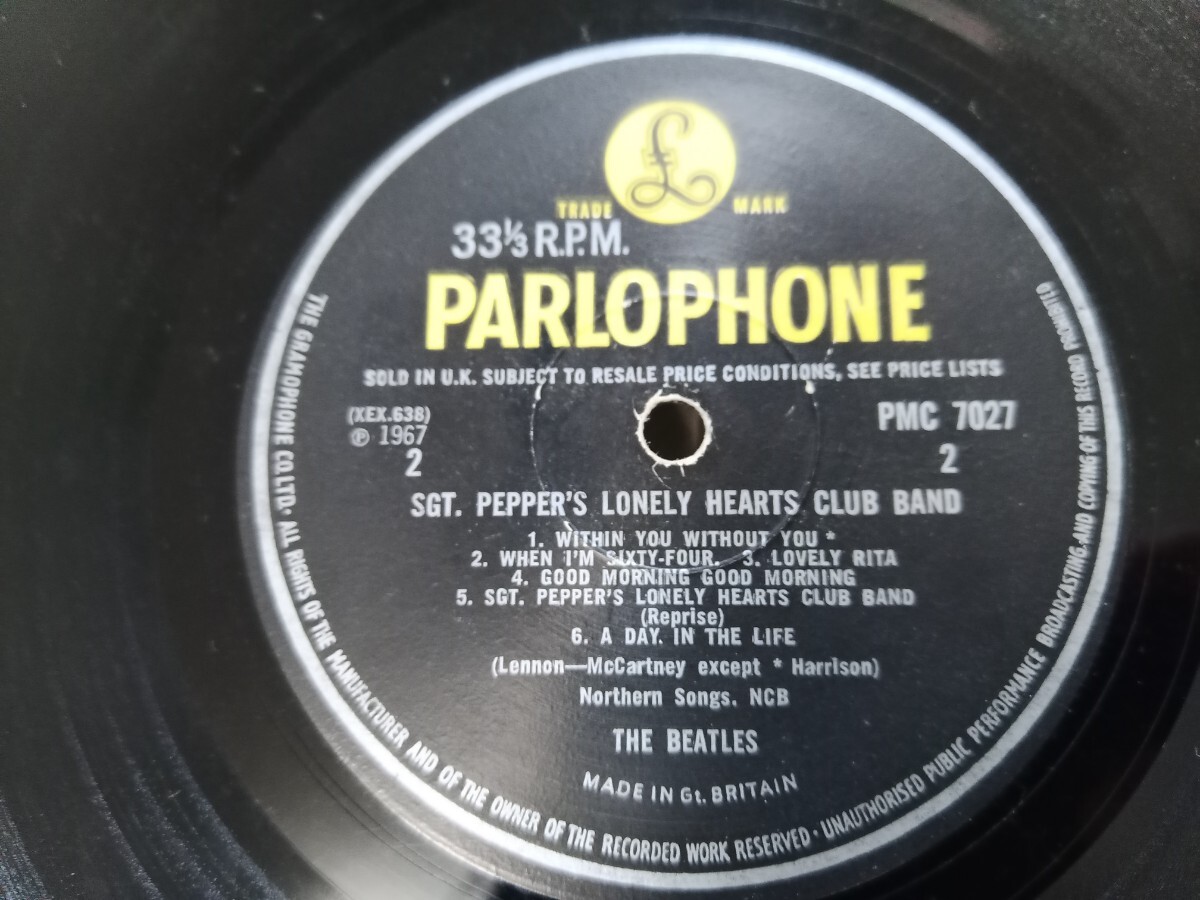 £
TRADE MARK
33⅓ R.P.M.
PARLOPHONE
SOLD IN U.K. SUBJECT TO RESALE PRICE CONDITIONS, SEE PRICE LISTS
(XEX.638)
℗ 1967
2
PMC 7027
2
SGT. PEPPER'S LONELY HEARTS CLUB BAND
1. WITHIN YOU WITHOUT YOU *
2. WHEN I'M SIXTY-FOUR. 3. LOVELY RITA
4. GOOD MORNING GOOD MORNING
5. SGT. PEPPER'S LONELY HEARTS CLUB BAND
(Reprise)
6. A DAY. IN THE LIFE
(Lennon—McCartney except * Harrison)
Northern Songs. NCB
THE BEATLES
MADE IN Gt. BRITAIN
THE GRAMOPHONE CO. LTD. ALL RIGHTS OF THE MANUFACTURER AND OF THE OWNER OF THE RECORDED WORK RESERVED · UNAUTHORISED PUBLIC PERFORMANCE BROADCASTING AND COPYING OF THIS RECORD PROHIBITED